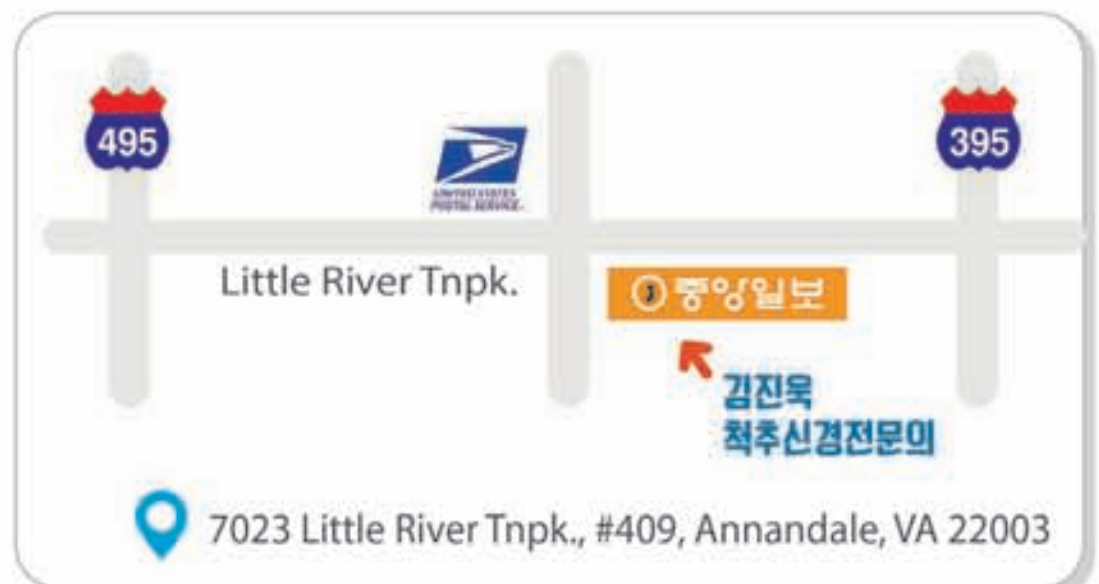 495
395
UNITED STATES
POSTAL SERVICE
Little River Tnpk.
중앙일보
김진욱
척추신경전문의
7023 Little River Tnpk., #409, Annandale, VA 22003